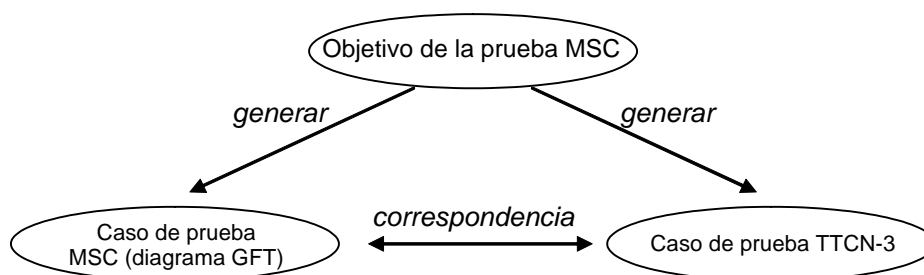 Objetivo de la prueba MSC
generar
generar
correspondencia
Caso de prueba
MSC (diagrama GFT)
Caso de prueba TTCN-3